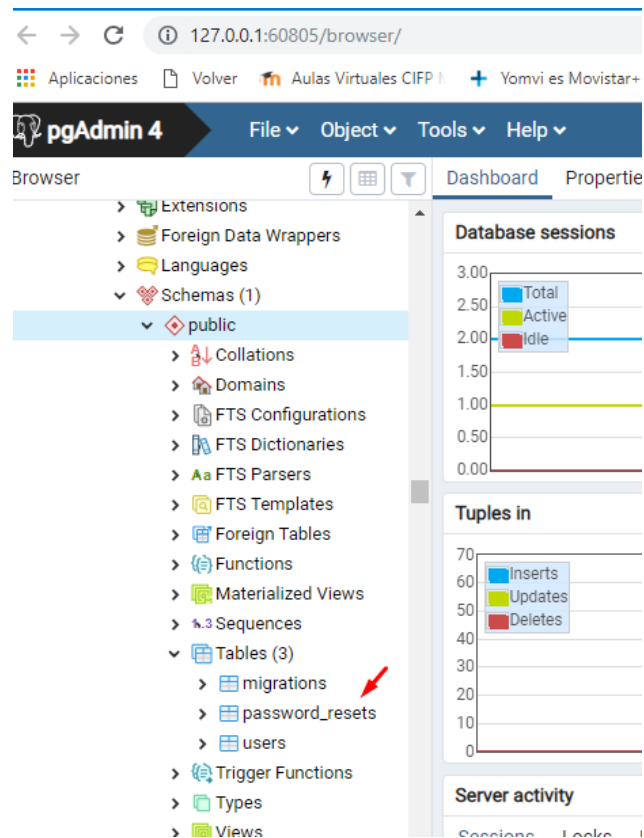 127.0.0.1:60805/browser/
Aplicaciones Volver Aulas Virtuales CIFP Yomvi es Movistar+
pgAdmin 4 File Object Tools Help
Browser
Dashboard Propertie
Extensions
Foreign Data Wrappers
Languages
Schemas (1)
public
Collations
Domains
FTS Configurations
FTS Dictionaries
Aa FTS Parsers
FTS Templates
Foreign Tables
Functions
Materialized Views
1..3 Sequences
Tables (3)
migrations
password_resets
users
Trigger Functions
Types
Views
Database sessions
3.00
2.50
2.00
1.50
1.00
0.50
0.00
Total
Active
Idle
Tuples in
70
60
50
40
30
20
10
0
Inserts
Updates
Deletes
Server activity
Sessions Locks